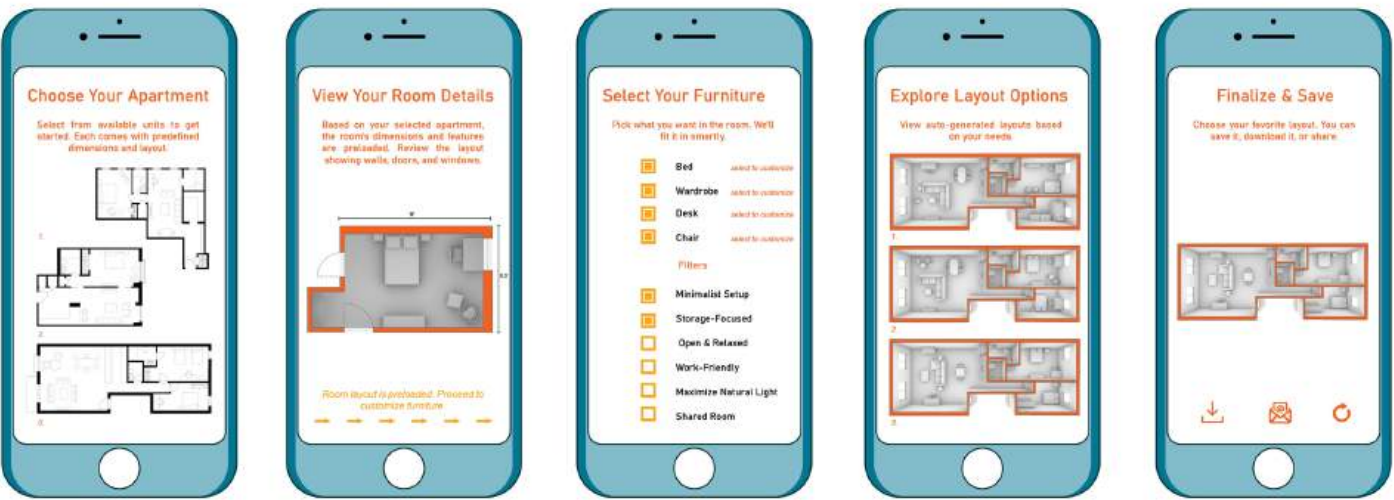 Choose Your Apartment
Select from available units to get
started. Each comes with predefined
dimensions and layout.
1.
2.
3.
View Your Room Details
Based on your selected apartment,
the room's dimensions and features
are preloaded. Review the layout
showing walls, doors, and windows.
Room layout is preloaded. Proceed to
customize furniture
Select Your Furniture
Pick what you want in the room. We'll
fit it in smartly.
Bed select to customize
Wardrobe select to customize
Desk select to customize
Chair select to customize
Filters
Minimalist Setup
Storage-Focused
Open & Relaxed
Work-Friendly
Maximize Natural Light
Shared Room
Explore Layout Options
View auto-generated layouts based
on your needs.
1.
2.
3.
Finalize & Save
Choose your favorite layout. You can
save it, download it, or share.